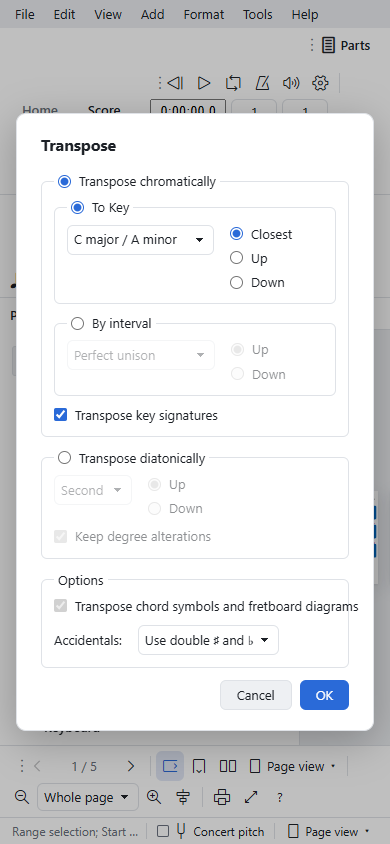 File Edit View Add Format Tools Help
Parts
Home Score 0:00:00.0 1 1
Transpose
Transpose chromatically
To Key
C major / A minor
Closest
Up
Down
By interval
Perfect unison
Up
Down
Transpose key signatures
Transpose diatonically
Second
Up
Down
Keep degree alterations
Options
Transpose chord symbols and fretboard diagrams
Accidentals: Use double ♯ and ♭
Cancel OK
Keyboard
1 / 5 Page view
Whole page ?
Range selection; Start ... Concert pitch Page view